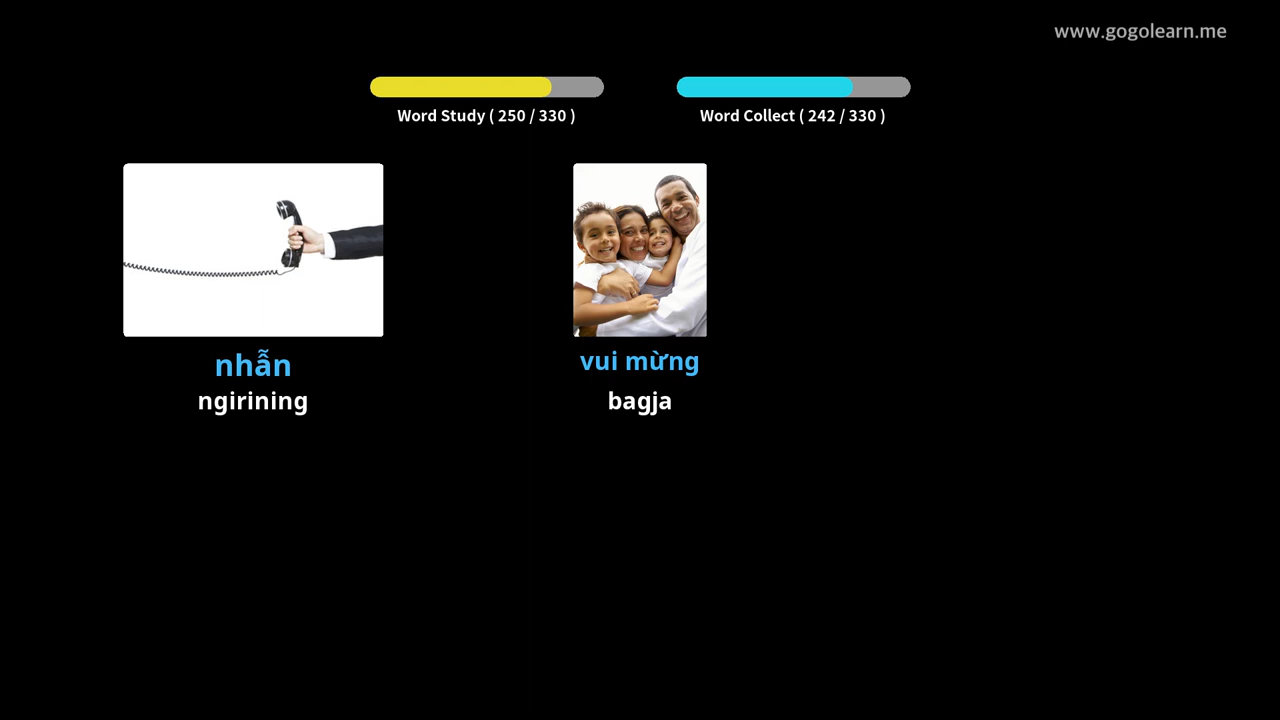 www.gogolearn.me
Word Study ( 250 / 330 )
Word Collect ( 242 / 330 )
nhẫn
ngirining
vui mừng
bagja